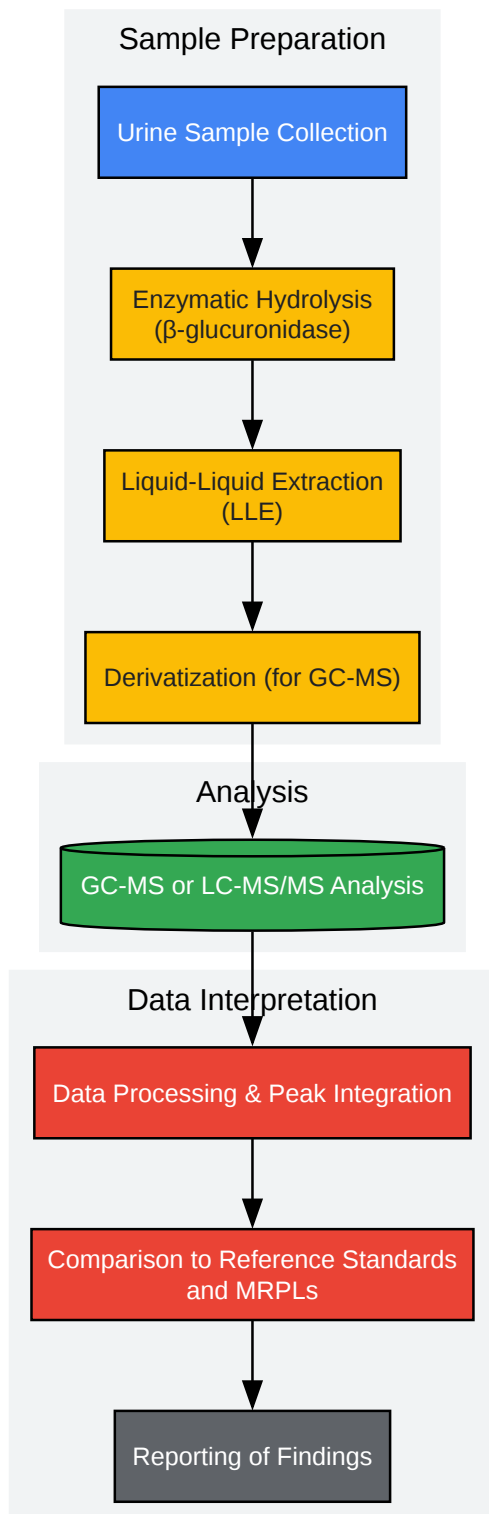 Sample Preparation
Urine Sample Collection
Enzymatic Hydrolysis
(β-glucuronidase)
Liquid-Liquid Extraction
(LLE)
Derivatization (for GC-MS)
Analysis
GC-MS or LC-MS/MS Analysis
Data Interpretation
Data Processing & Peak Integration
Comparison to Reference Standards
and MRPLs
Reporting of Findings